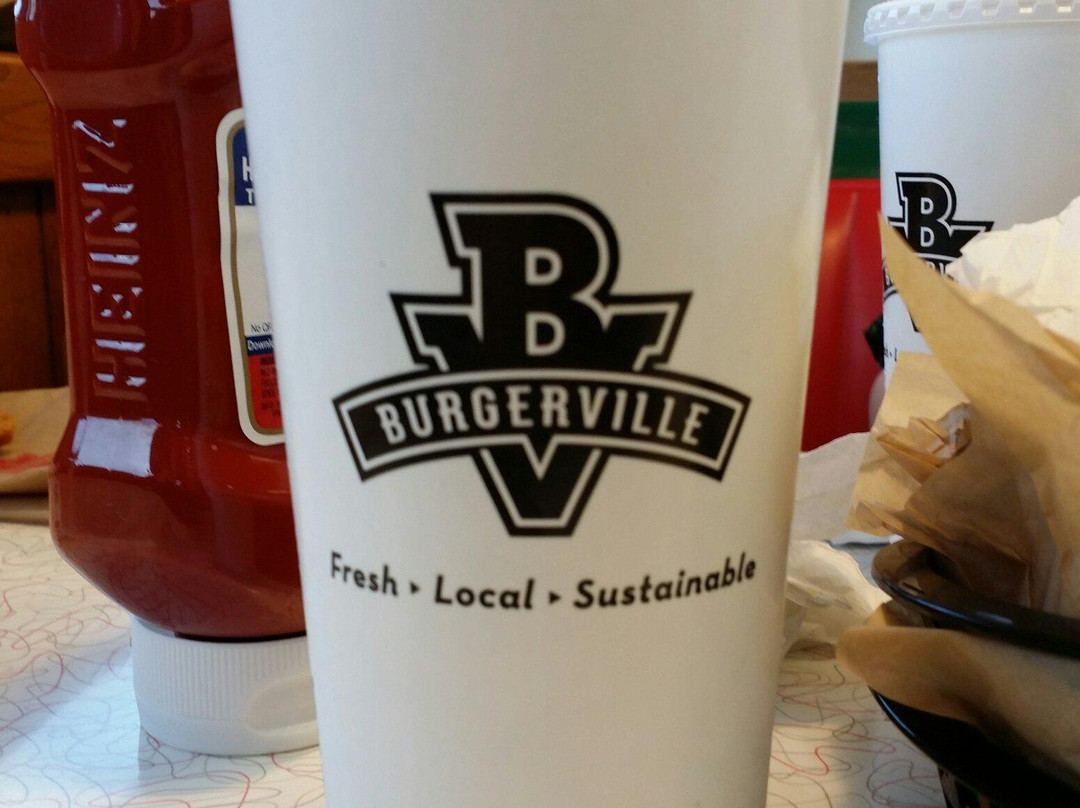 HEINZ
B
BURGERVILLE
V
Fresh ▸ Local ▸ Sustainable
B